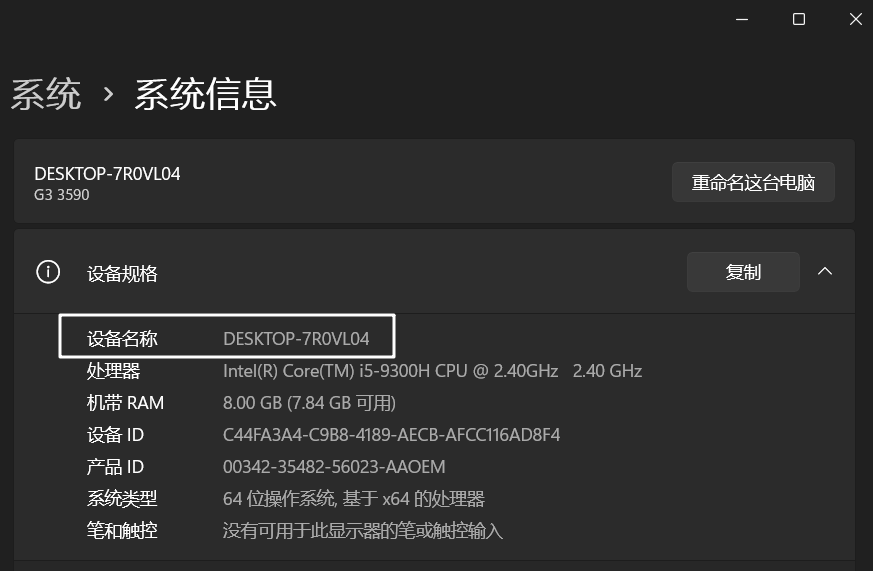 系统 › 系统信息
DESKTOP-7R0VL04
G3 3590
重命名这台电脑
设备规格
复制
设备名称 DESKTOP-7R0VL04
处理器 Intel(R) Core(TM) i5-9300H CPU @ 2.40GHz 2.40 GHz
机带 RAM 8.00 GB (7.84 GB 可用)
设备 ID C44FA3A4-C9B8-4189-AECB-AFCC116AD8F4
产品 ID 00342-35482-56023-AAOEM
系统类型 64 位操作系统, 基于 x64 的处理器
笔和触控 没有可用于此显示器的笔或触控输入